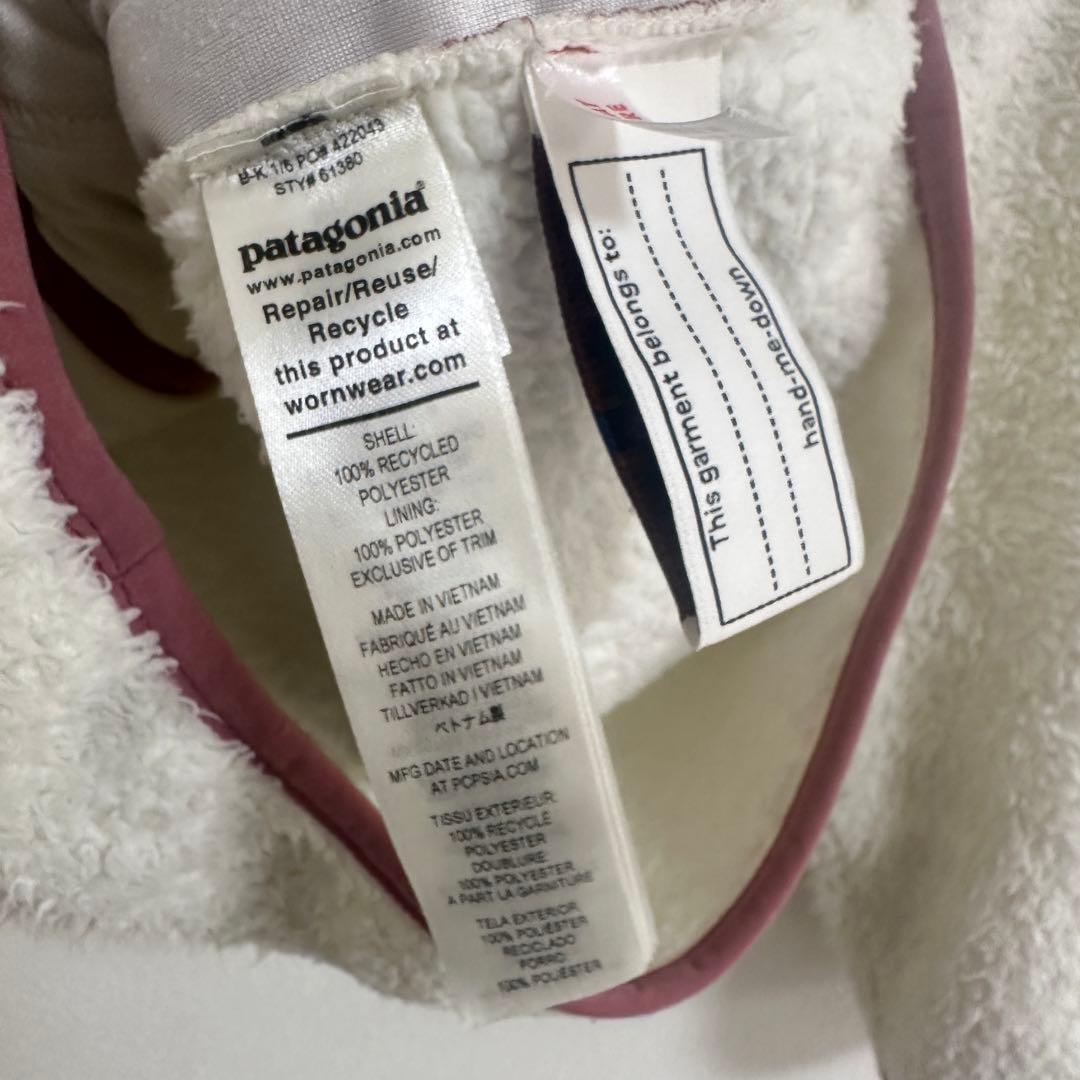 B-K 1/6 PO# 422049
STY# 61380
patagonia®
www.patagonia.com
Repair/Reuse/
Recycle
this product at
wornwear.com
SHELL:
100% RECYCLED
POLYESTER
LINING:
100% POLYESTER
EXCLUSIVE OF TRIM
MADE IN VIETNAM
FABRIQUÉ AU VIETNAM
HECHO EN VIETNAM
FATTO IN VIETNAM
TILLVERKAD I VIETNAM
ベトナム製
MFG DATE AND LOCATION
AT PCPSIA.COM
TISSU EXTERIEUR:
100% RECYCLÉ
POLYESTER
DOUBLURE:
100% POLYESTER
A PART LA GARNITURE
TELA EXTERIOR:
100% POLIÉSTER
RECICLADO
FORRO:
100% POLIÉSTER
This garment belongs to:
hand-me-down